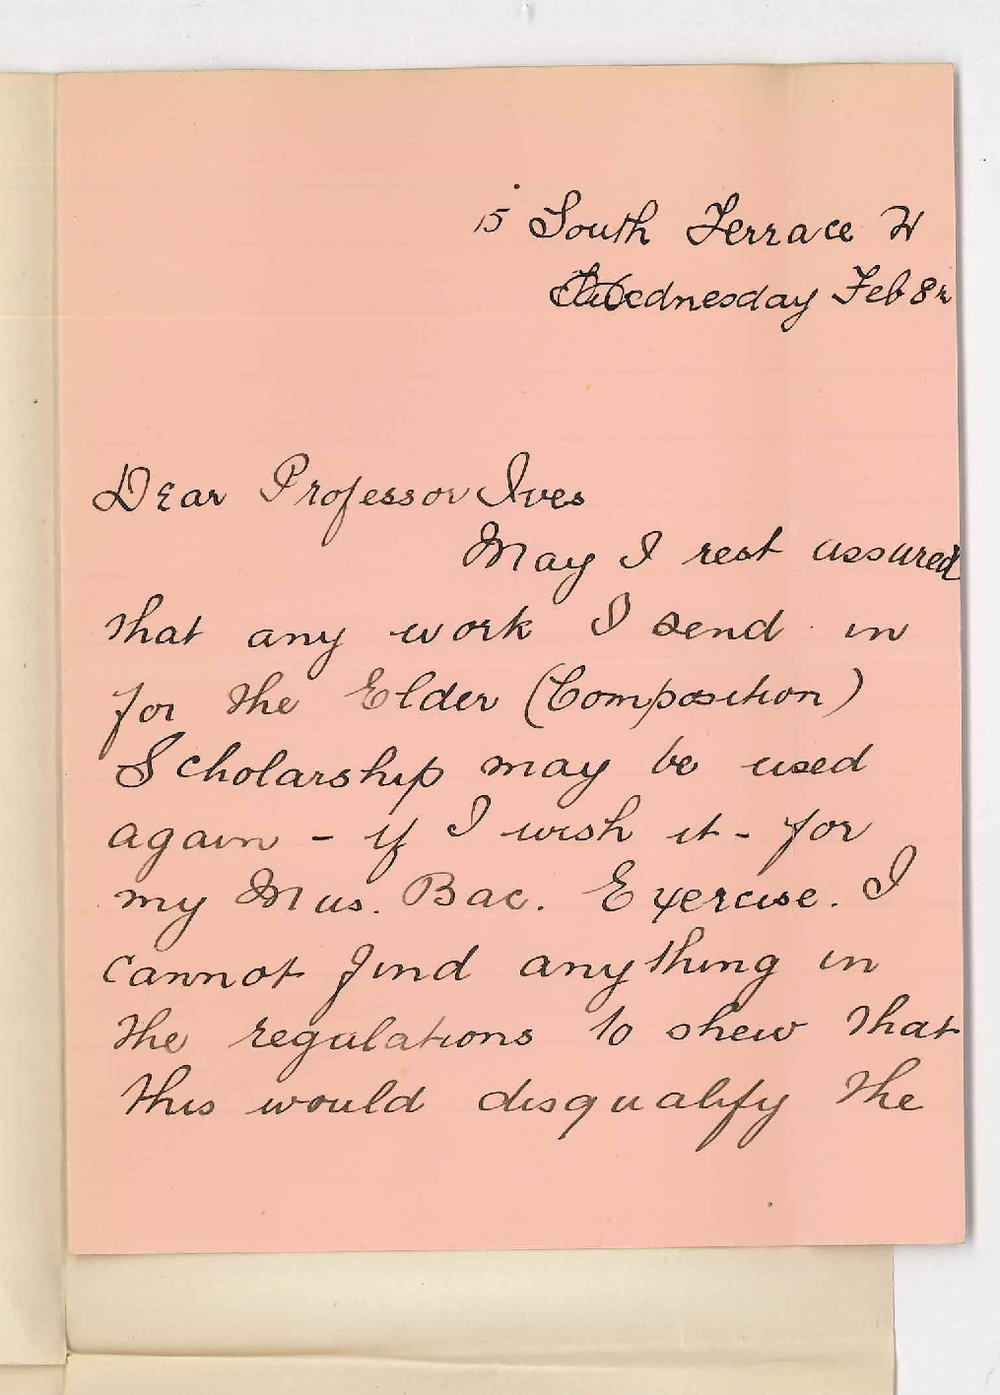 15 South Terrace W
Wednesday Feb 8
Dear Professor Ives
May I rest assured
that any work I send in
for the Elder (Composition)
Scholarship may be used
again - if I wish it - for
my Mus. Bac. Exercise. I
cannot find anything in
the regulations to shew that
this would disqualify the